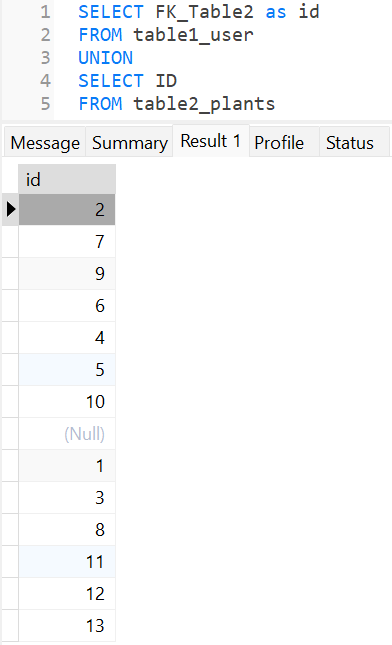 1 SELECT FK_Table2 as id
2 FROM table1_user
3 UNION
4 SELECT ID
5 FROM table2_plants
Message Summary Result 1 Profile Status
id
2
7
9
6
4
5
10
(Null)
1
3
8
11
12
13